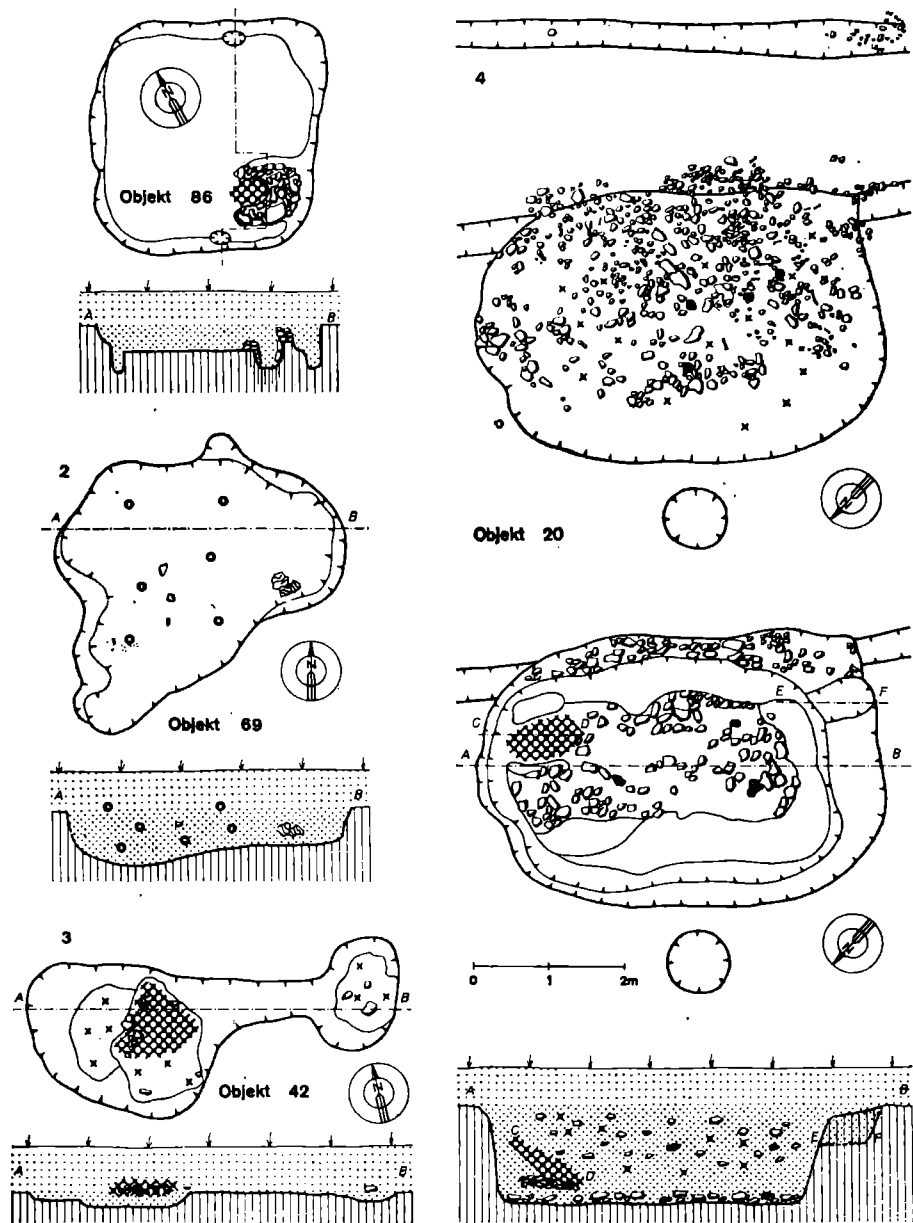 N
Objekt 86
A B
2
A B
N
Objekt 69
A B
3
A B
Objekt 42
N
A B
4
N
Objekt 20
E F
C
A B
N
0 1 2m
A B
C E F
D